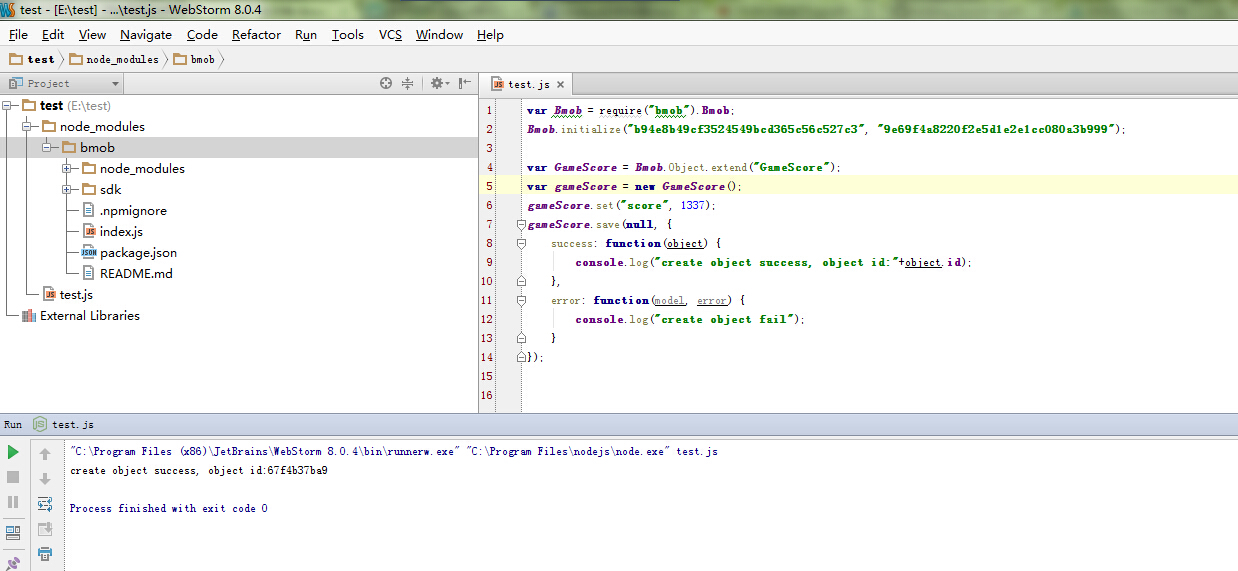 test - [E:\test] - ...\test.js - WebStorm 8.0.4
File Edit View Navigate Code Refactor Run Tools VCS Window Help
test node_modules bmob
Project
test (E:\test)
node_modules
bmob
node_modules
sdk
.npmignore
index.js
package.json
README.md
test.js
External Libraries
test.js
1 var Bmob = require("bmob").Bmob;
2 Bmob.initialize("b94e8b49cf3524549bcd365c56c527c3", "9e69f4a8220f2e5d1e2e1cc080a3b999");
3
4 var GameScore = Bmob.Object.extend("GameScore");
5 var gameScore = new GameScore();
6 gameScore.set("score", 1337);
7 gameScore.save(null, {
8 success: function(object) {
9 console.log("create object success, object id:"+object.id);
10 },
11 error: function(model, error) {
12 console.log("create object fail");
13 }
14 });
15
16
Run test.js
"C:\Program Files (x86)\JetBrains\WebStorm 8.0.4\bin\runnerw.exe" "C:\Program Files\nodejs\node.exe" test.js
create object success, object id:67f4b37ba9
Process finished with exit code 0